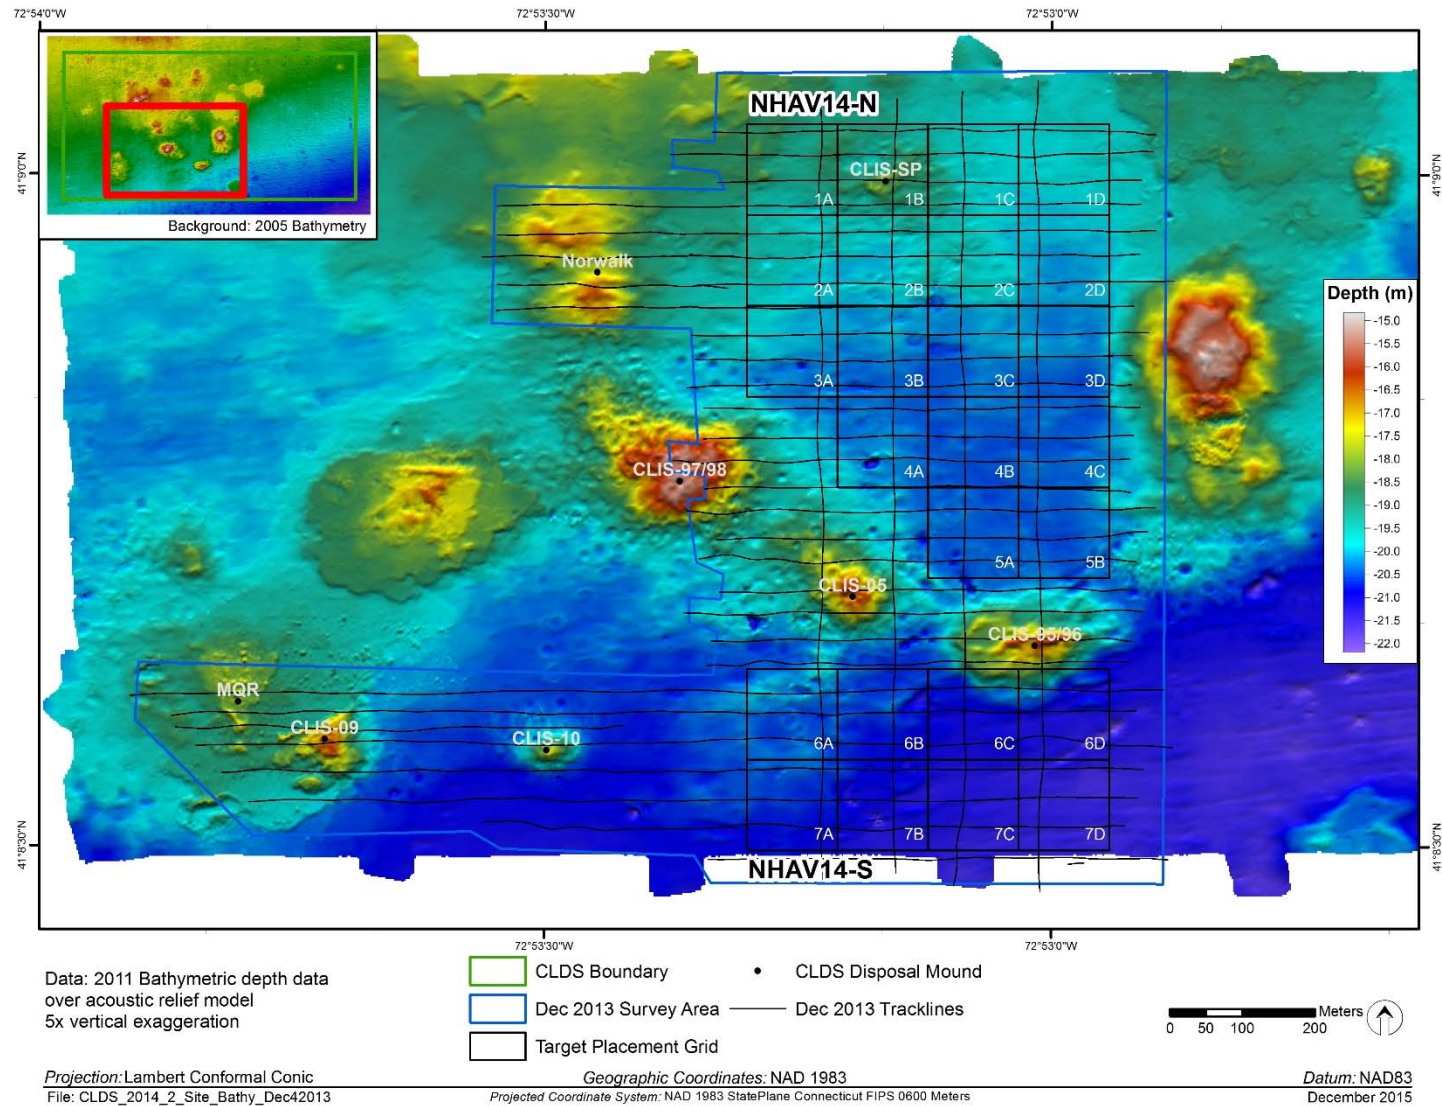 72°54'0"W
72°53'30"W
72°53'0"W
41°9'0"N
41°9'0"N
Background: 2005 Bathymetry
NHAV14-N
CLIS-SP
1A
1B
1C
1D
Norwalk
2A
2B
2C
2D
Depth (m)
-15.0
-15.5
-16.0
-16.5
-17.0
-17.5
-18.0
-18.5
-19.0
-19.5
-20.0
-20.5
-21.0
-21.5
-22.0
3A
3B
3C
3D
CLIS-97/98
4A
4B
4C
5A
5B
CLIS-05
CLIS-95/96
MQR
CLIS-09
CLIS-10
6A
6B
6C
6D
7A
7B
7C
7D
41°8'30"N
41°8'30"N
NHAV14-S
72°53'30"W
72°53'0"W
Data: 2011 Bathymetric depth data
over acoustic relief model
5x vertical exaggeration
CLDS Boundary
CLDS Disposal Mound
Dec 2013 Survey Area
Dec 2013 Tracklines
Target Placement Grid
Meters
0 50 100 200
Projection: Lambert Conformal Conic
Geographic Coordinates: NAD 1983
Datum: NAD83
File: CLDS_2014_2_Site_Bathy_Dec42013
Projected Coordinate System: NAD 1983 StatePlane Connecticut FIPS 0600 Meters
December 2015